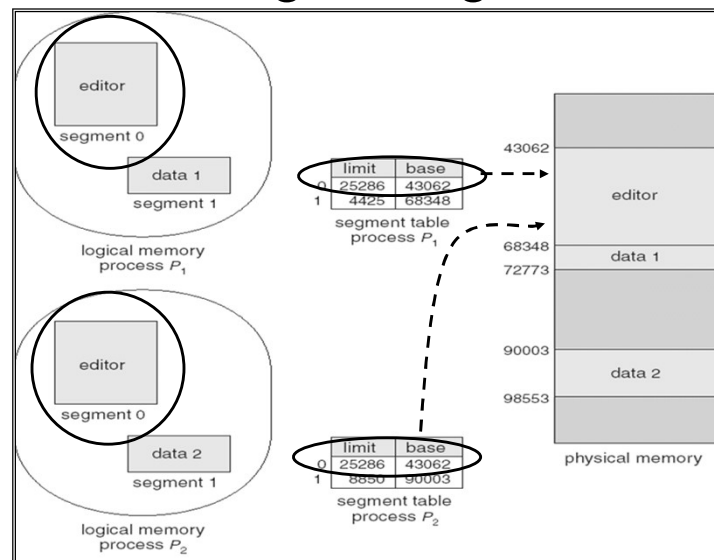 editor
segment 0
data 1
segment 1
logical memory
process P1
limit base
0 25286 43062
1 4425 68348
segment table
process P1
editor
segment 0
data 2
segment 1
logical memory
process P2
limit base
0 25286 43062
1 8850 90003
segment table
process P2
43062
editor
68348
data 1
72773
90003
data 2
98553
physical memory